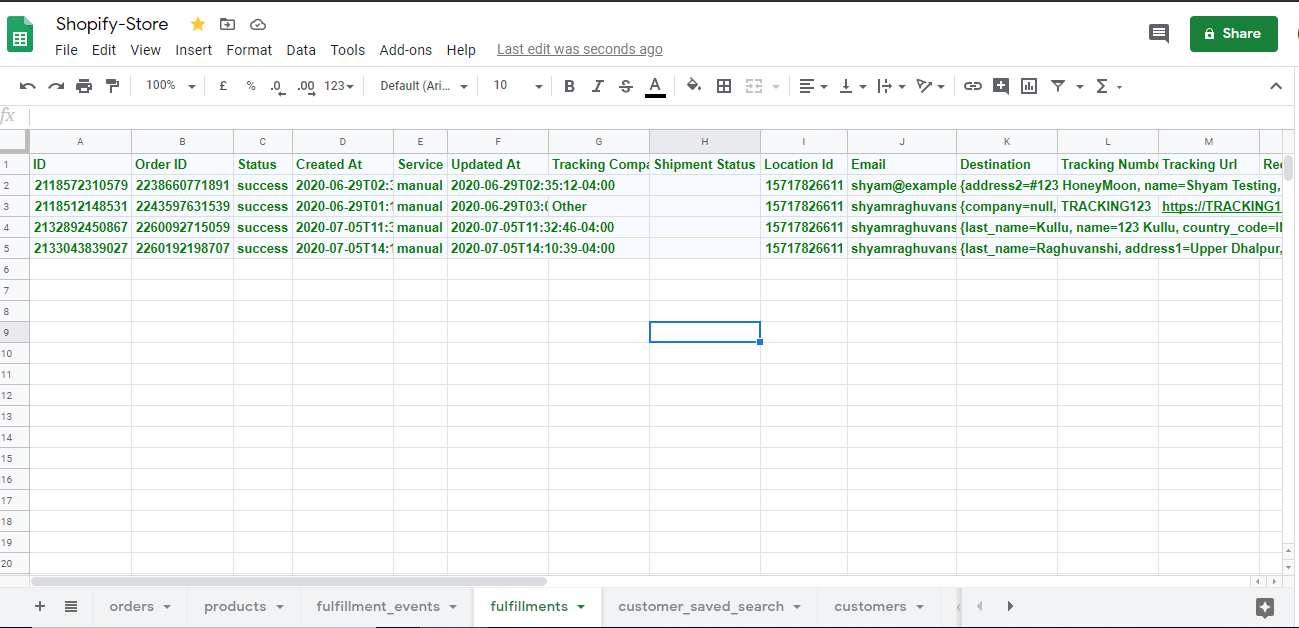 Shopify-Store
File Edit View Insert Format Data Tools Add-ons Help Last edit was seconds ago
Share
100% £ % .0 .00 123 Default (Ari... 10 B I S A
fx
A B C D E F G H I J K L M
1 ID Order ID Status Created At Service Updated At Tracking Compa Shipment Status Location Id Email Destination Tracking Numbe Tracking Url Rec
2 2118572310579 2238660771891 success 2020-06-29T02:3 manual 2020-06-29T02:35:12-04:00 15717826611 shyam@example {address2=#123 HoneyMoon, name=Shyam Testing,
3 2118512148531 2243597631539 success 2020-06-29T01:1 manual 2020-06-29T03:0 Other 15717826611 shyamraghuvans {company=null, TRACKING123 https://TRACKING1
4 2132892450867 2260092715059 success 2020-07-05T11:3 manual 2020-07-05T11:32:46-04:00 15717826611 shyamraghuvans {last_name=Kullu, name=123 Kullu, country_code=II
5 2133043839027 2260192198707 success 2020-07-05T14:1 manual 2020-07-05T14:10:39-04:00 15717826611 shyamraghuvans {last_name=Raghuvanshi, address1=Upper Dhalpur,
6
7
8
9
10
11
12
13
14
15
16
17
18
19
20
orders products fulfillment_events fulfillments customer_saved_search customers